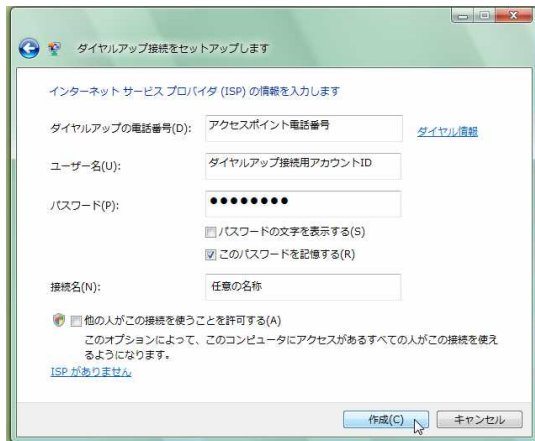 ダイヤルアップ接続をセットアップします
インターネット サービス プロバイダ (ISP) の情報を入力します
ダイヤルアップの電話番号(D): アクセスポイント電話番号 ダイヤル情報
ユーザー名(U): ダイヤルアップ接続用アカウントID
パスワード(P): ●●●●●●●●
パスワードの文字を表示する(S)
このパスワードを記憶する(R)
接続名(N): 任意の名称
他の人がこの接続を使うことを許可する(A)
このオプションによって、このコンピュータにアクセスがあるすべての人がこの接続を使え
るようになります。
ISP がありません
作成(C) キャンセル